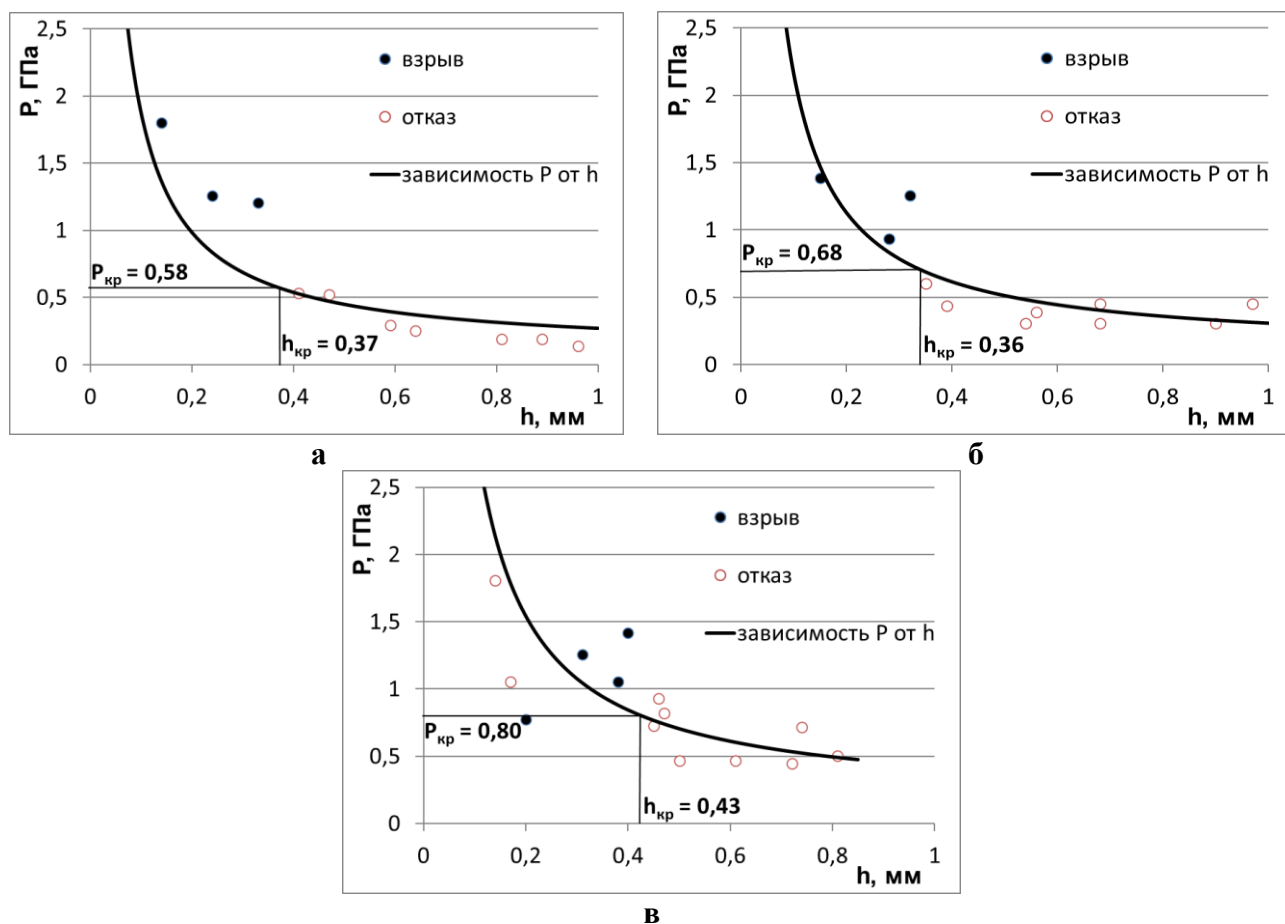 2,5
2
1,5
1
0,5
0
P, ГПа
взрыв
отказ
зависимость P от h
Pкр = 0,58
hкр = 0,37
0 0,2 0,4 0,6 0,8 1
h, мм
а
2,5
2
1,5
1
0,5
0
P, ГПа
взрыв
отказ
зависимость P от h
Pкр = 0,68
hкр = 0,36
0 0,2 0,4 0,6 0,8 1
h, мм
б
2,5
2
1,5
1
0,5
0
P, ГПа
взрыв
отказ
зависимость P от h
Pкр = 0,80
hкр = 0,43
0 0,2 0,4 0,6 0,8 1
h, мм
в